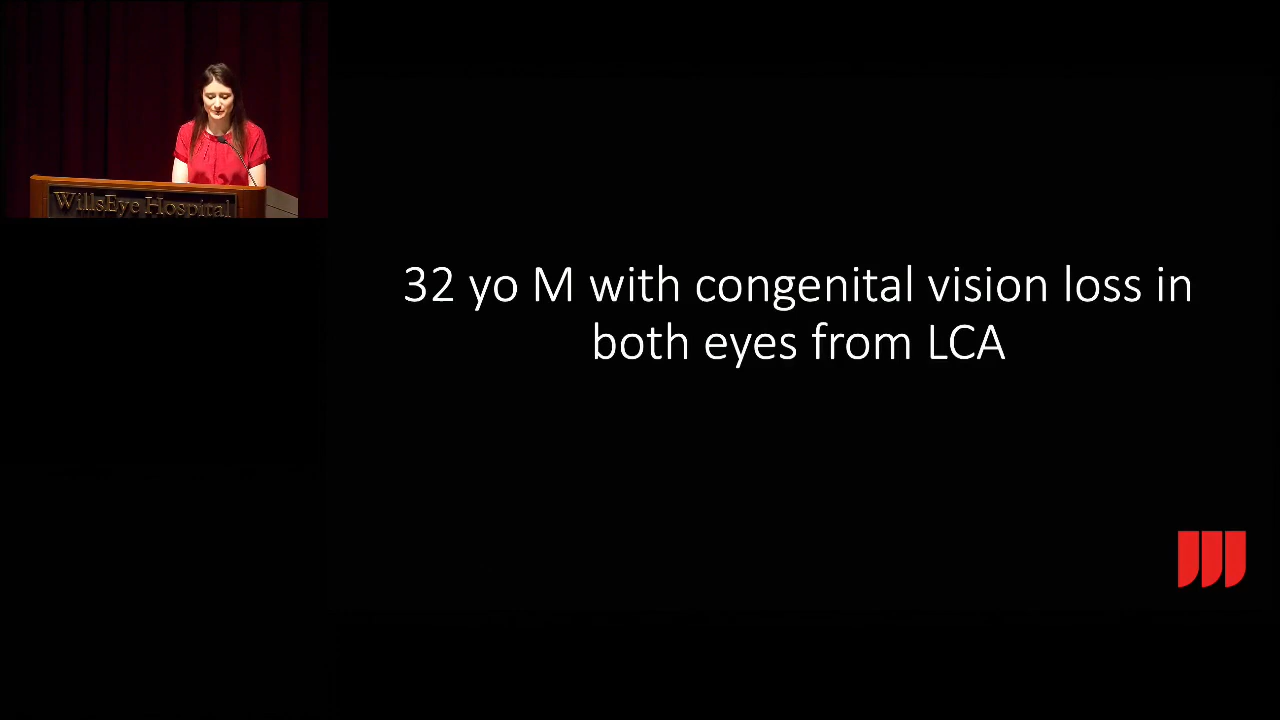 WillsEye Hospital
32 yo M with congenital vision loss in
both eyes from LCA